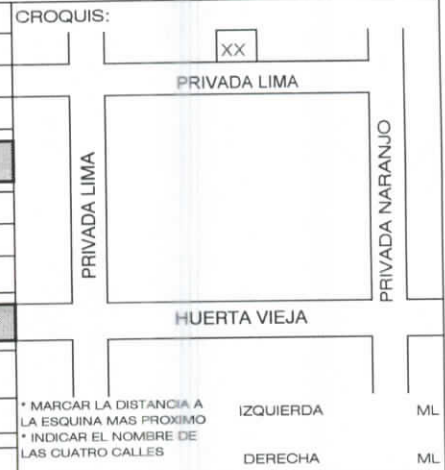 CROQUIS:
XX
PRIVADA LIMA
PRIVADA LIMA
PRIVADA NARANJO
HUERTA VIEJA
* MARCAR LA DISTANCIA A
LA ESQUINA MAS PROXIMO
* INDICAR EL NOMBRE DE
LAS CUATRO CALLES
IZQUIERDA ML
DERECHA ML